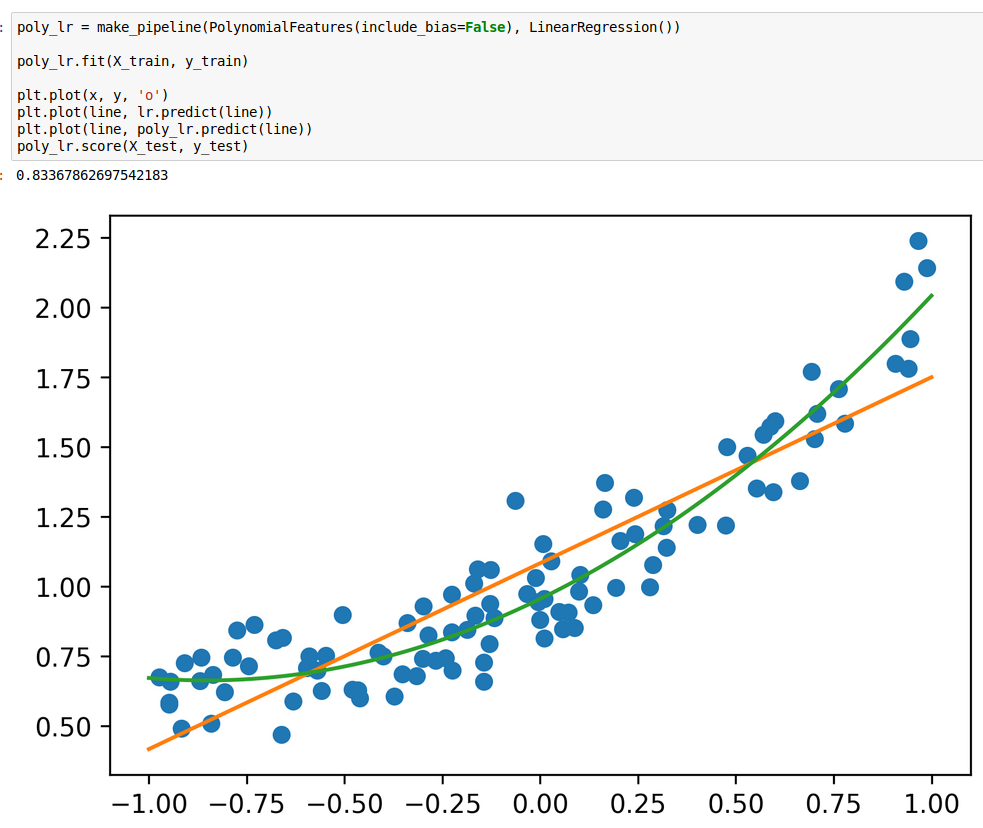 poly_lr = make_pipeline(PolynomialFeatures(include_bias=False), LinearRegression())
poly_lr.fit(X_train, y_train)
plt.plot(x, y, 'o')
plt.plot(line, lr.predict(line))
plt.plot(line, poly_lr.predict(line))
poly_lr.score(X_test, y_test)
0.83367862697542183
2.25
2.00
1.75
1.50
1.25
1.00
0.75
0.50
−1.00 −0.75 −0.50 −0.25 0.00 0.25 0.50 0.75 1.00